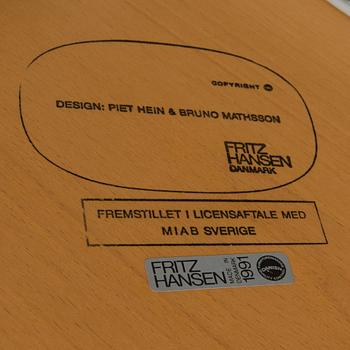 COPYRIGHT
DESIGN: PIET HEIN & BRUNO MATHSSON
FRITZ
HANSEN
DANMARK
FREMSTILLET I LICENSAFTALE MED
MIAB SVERIGE
FRITZ
HANSEN
MADE IN
DENMARK
1991
DANISH